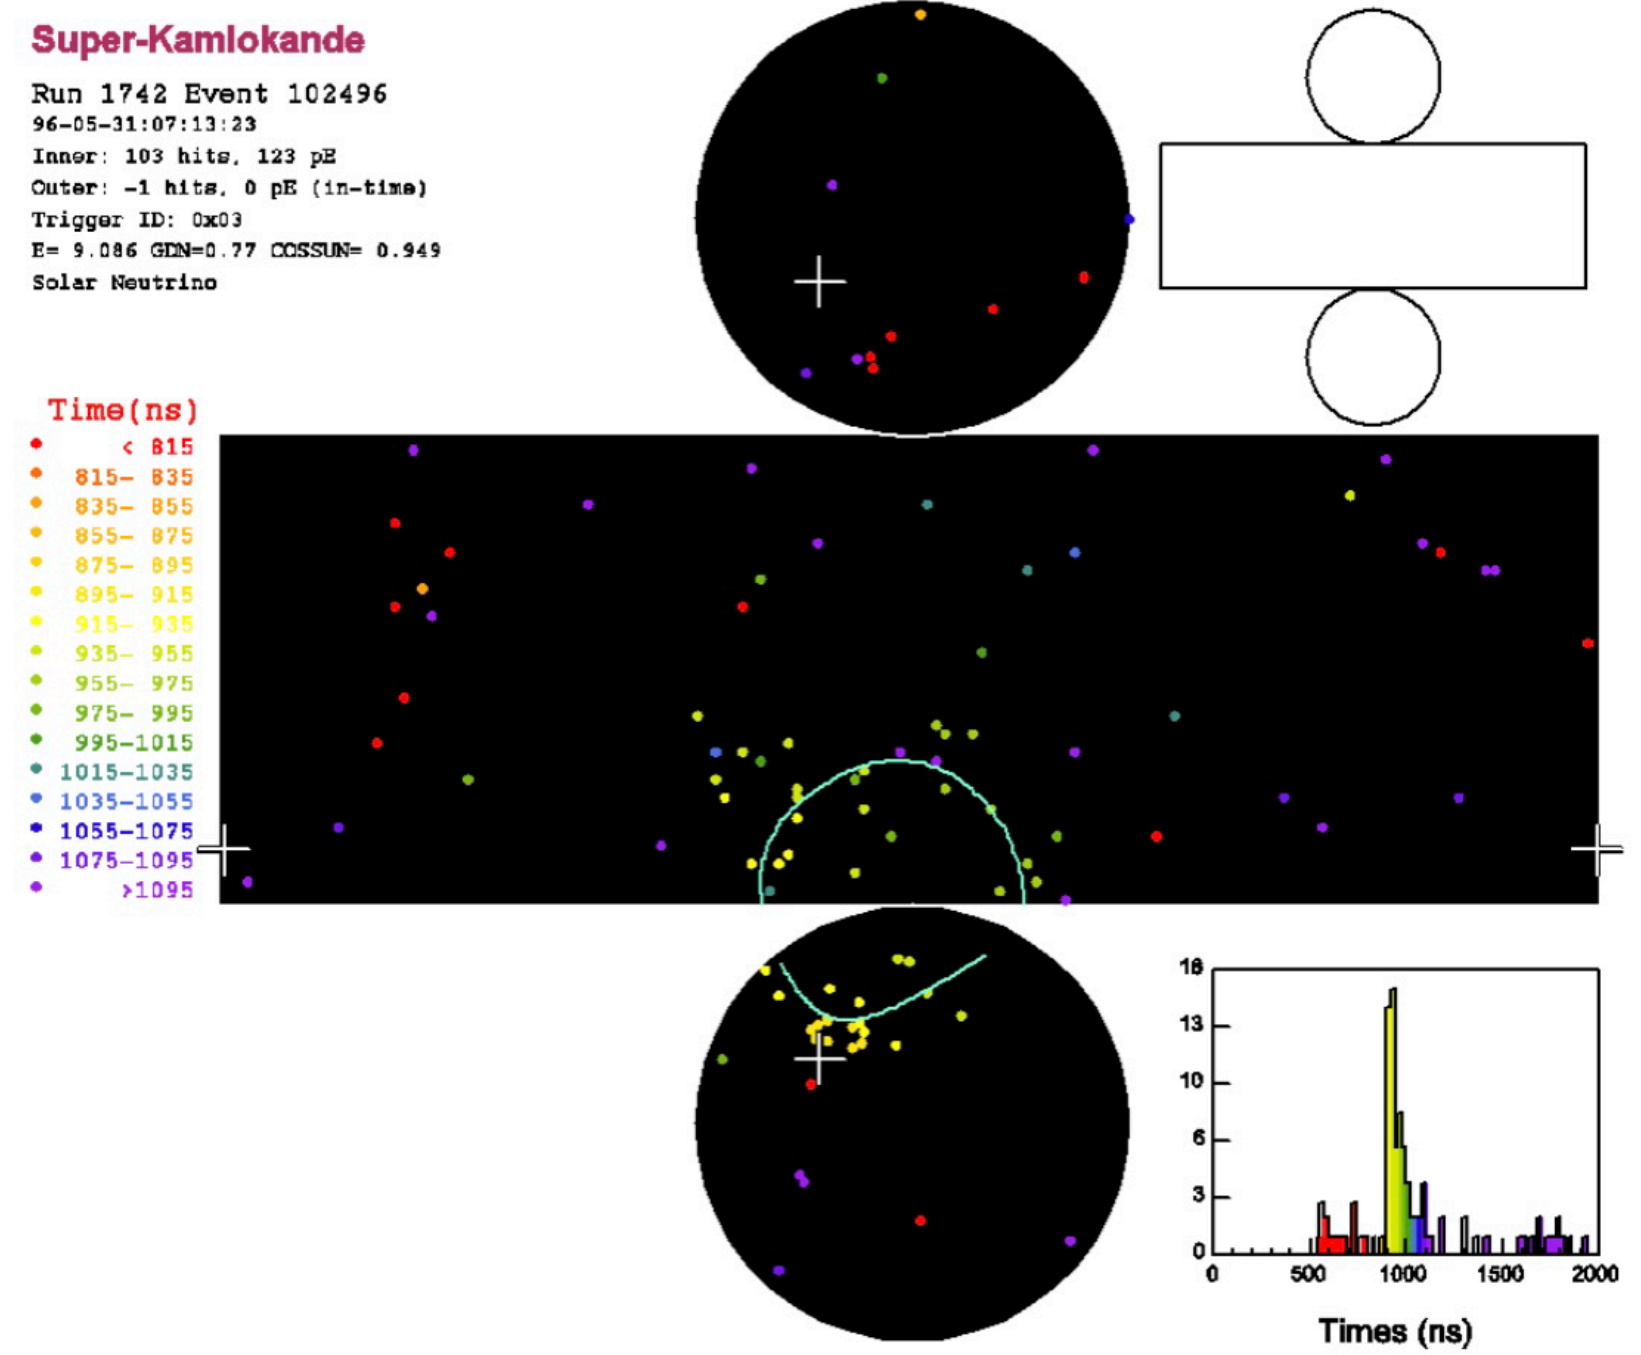 Super-Kamlokande
Run 1742 Event 102496
96-05-31:07:13:23
Inner: 103 hits, 123 pE
Outer: -1 hits, 0 pE (in-time)
Trigger ID: 0x03
E= 9.086 GDN=0.77 COSSUN= 0.949
Solar Neutrino
Time(ns)
< 815
815- 835
835- 855
855- 875
875- 895
895- 915
915- 935
935- 955
955- 975
975- 995
995-1015
1015-1035
1035-1055
1055-1075
1075-1095
>1095
16
13
10
6
3
0
0 500 1000 1500 2000
Times (ns)